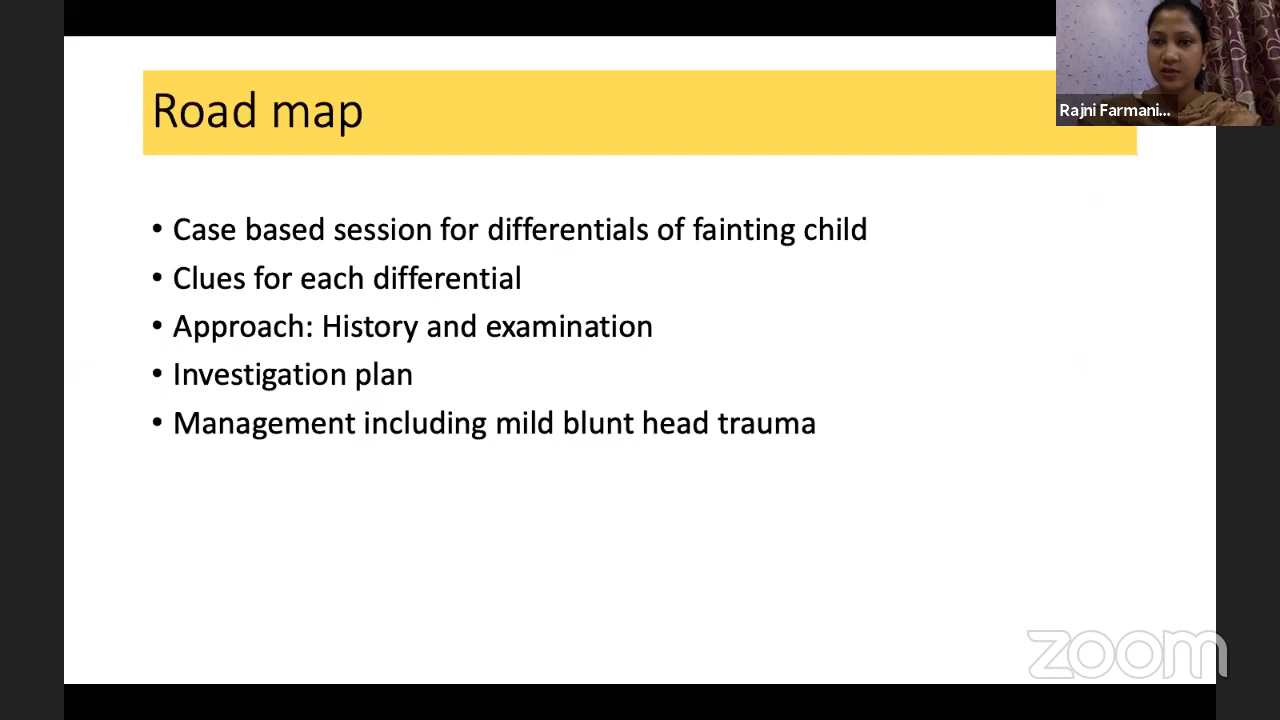 Road map
Rajni Farmani...
• Case based session for differentials of fainting child
• Clues for each differential
• Approach: History and examination
• Investigation plan
• Management including mild blunt head trauma
zoom